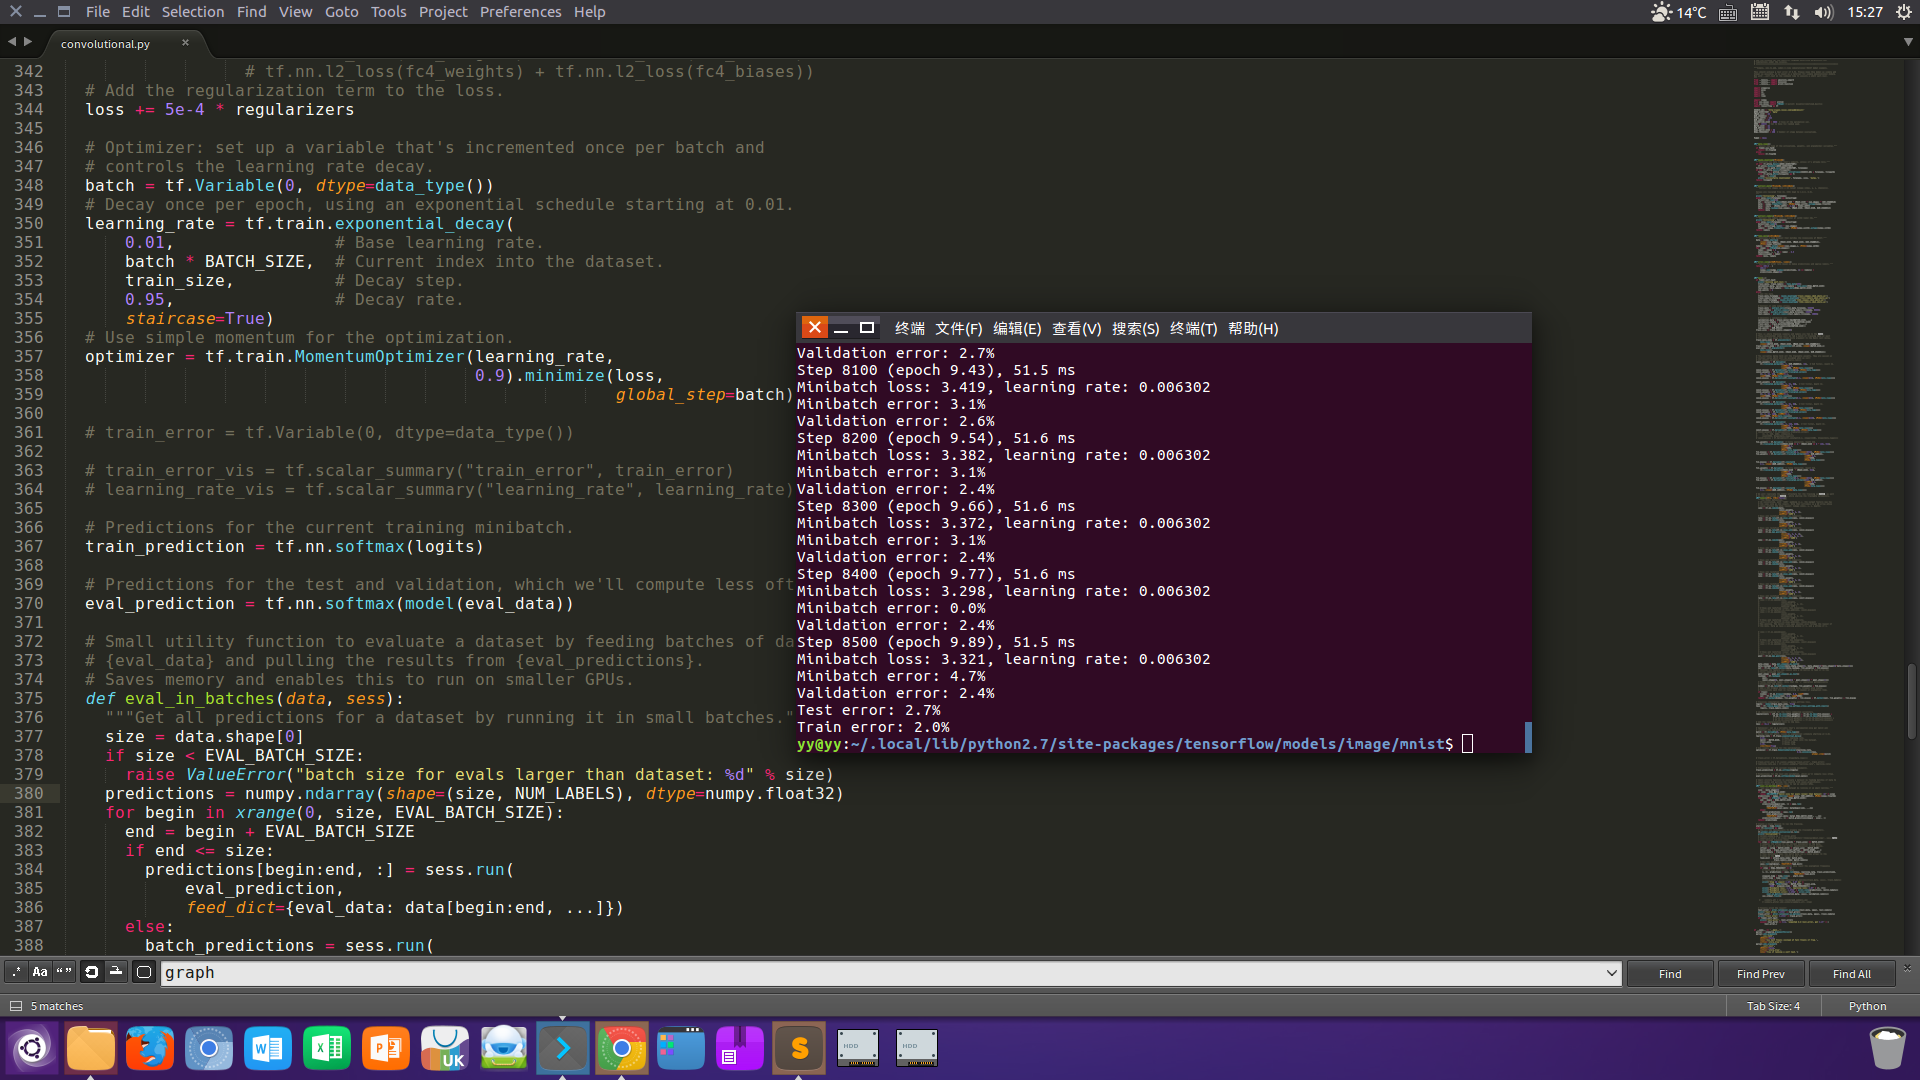 File Edit Selection Find View Goto Tools Project Preferences Help
14°C 15:27
convolutional.py
342 # tf.nn.l2_loss(fc4_weights) + tf.nn.l2_loss(fc4_biases))
343 # Add the regularization term to the loss.
344 loss += 5e-4 * regularizers
345
346 # Optimizer: set up a variable that's incremented once per batch and
347 # controls the learning rate decay.
348 batch = tf.Variable(0, dtype=data_type())
349 # Decay once per epoch, using an exponential schedule starting at 0.01.
350 learning_rate = tf.train.exponential_decay(
351 0.01, # Base learning rate.
352 batch * BATCH_SIZE, # Current index into the dataset.
353 train_size, # Decay step.
354 0.95, # Decay rate.
355 staircase=True)
356 # Use simple momentum for the optimization.
357 optimizer = tf.train.MomentumOptimizer(learning_rate,
358 0.9).minimize(loss,
359 global_step=batch)
360
361 # train_error = tf.Variable(0, dtype=data_type())
362
363 # train_error_vis = tf.scalar_summary("train_error", train_error)
364 # learning_rate_vis = tf.scalar_summary("learning_rate", learning_rate)
365
366 # Predictions for the current training minibatch.
367 train_prediction = tf.nn.softmax(logits)
368
369 # Predictions for the test and validation, which we'll compute less oft
370 eval_prediction = tf.nn.softmax(model(eval_data))
371
372 # Small utility function to evaluate a dataset by feeding batches of da
373 # {eval_data} and pulling the results from {eval_predictions}.
374 # Saves memory and enables this to run on smaller GPUs.
375 def eval_in_batches(data, sess):
376 """Get all predictions for a dataset by running it in small batches."
377 size = data.shape[0]
378 if size < EVAL_BATCH_SIZE:
379 raise ValueError("batch size for evals larger than dataset: %d" % size)
380 predictions = numpy.ndarray(shape=(size, NUM_LABELS), dtype=numpy.float32)
381 for begin in xrange(0, size, EVAL_BATCH_SIZE):
382 end = begin + EVAL_BATCH_SIZE
383 if end <= size:
384 predictions[begin:end, :] = sess.run(
385 eval_prediction,
386 feed_dict={eval_data: data[begin:end, ...]})
387 else:
388 batch_predictions = sess.run(
终端 文件(F) 编辑(E) 查看(V) 搜索(S) 终端(T) 帮助(H)
Validation error: 2.7%
Step 8100 (epoch 9.43), 51.5 ms
Minibatch loss: 3.419, learning rate: 0.006302
Minibatch error: 3.1%
Validation error: 2.6%
Step 8200 (epoch 9.54), 51.6 ms
Minibatch loss: 3.382, learning rate: 0.006302
Minibatch error: 3.1%
Validation error: 2.4%
Step 8300 (epoch 9.66), 51.6 ms
Minibatch loss: 3.372, learning rate: 0.006302
Minibatch error: 3.1%
Validation error: 2.4%
Step 8400 (epoch 9.77), 51.6 ms
Minibatch loss: 3.298, learning rate: 0.006302
Minibatch error: 0.0%
Validation error: 2.4%
Step 8500 (epoch 9.89), 51.5 ms
Minibatch loss: 3.321, learning rate: 0.006302
Minibatch error: 4.7%
Validation error: 2.4%
Test error: 2.7%
Train error: 2.0%
yy@yy:~/.local/lib/python2.7/site-packages/tensorflow/models/image/mnist$
.* Aa “ ” graph Find Find Prev Find All
5 matches Tab Size: 4 Python
W X P UK S HDD HDD